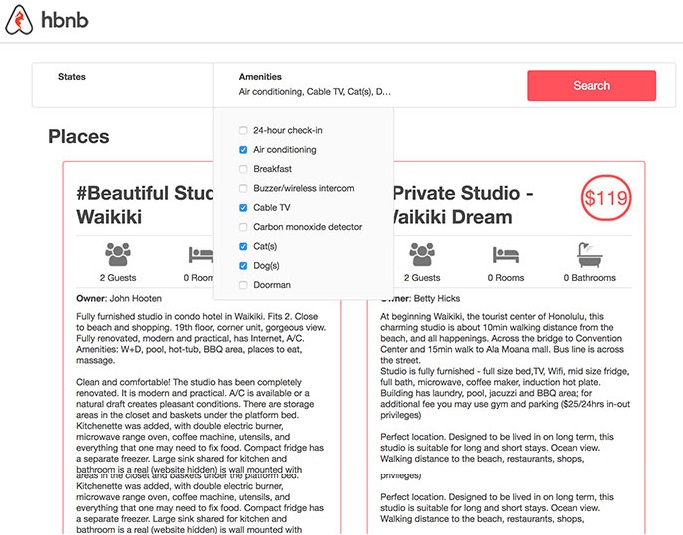 hbnb
States
Amenities
Air conditioning, Cable TV, Cat(s), D...
Search
Places
24-hour check-in
Air conditioning
Breakfast
Buzzer/wireless intercom
Cable TV
Carbon monoxide detector
Cat(s)
Dog(s)
Doorman
#Beautiful Stud
Waikiki
2 Guests
0 Room
Owner: John Hooten
Fully furnished studio in condo hotel in Waikiki. Fits 2. Close
to beach and shopping. 19th floor, corner unit, gorgeous view.
Fully renovated, modern and practical, has Internet, A/C.
Amenities: W+D, pool, hot-tub, BBQ area, places to eat,
massage.
Clean and comfortable! The studio has been completely
renovated. It is modern and practical. A/C is available or a
natural draft creates pleasant conditions. There are storage
areas in the closet and baskets under the platform bed.
Kitchenette was added, with double electric burner,
microwave range oven, coffee machine, utensils, and
everything that one may need to fix food. Compact fridge has
a separate freezer. Large sink shared for kitchen and
bathroom is a real (website hidden) is wall mounted with
areas in the closet and baskets under the platform bed.
Kitchenette was added, with double electric burner,
microwave range oven, coffee machine, utensils, and
everything that one may need to fix food. Compact fridge has
a separate freezer. Large sink shared for kitchen and
bathroom is a real (website hidden) is wall mounted with
Private Studio -
Waikiki Dream
$119
2 Guests
0 Rooms
0 Bathrooms
Owner: Betty Hicks
At beginning Waikiki, the tourist center of Honolulu, this
charming studio is about 10min walking distance from the
beach, and all happenings. Across the bridge to Convention
Center and 15min walk to Ala Moana mall. Bus line is across
the street.
Studio is fully furnished - full size bed,TV, Wifi, mid size fridge,
full bath, microwave, coffee maker, induction hot plate.
Building has laundry, pool, jacuzzi and BBQ area; for
additional fee you may use gym and parking ($25/24hrs in-out
privileges)
Perfect location. Designed to be lived in on long term, this
studio is suitable for long and short stays. Ocean view.
Walking distance to the beach, restaurants, shops,
privileges)
Perfect location. Designed to be lived in on long term, this
studio is suitable for long and short stays. Ocean view.
Walking distance to the beach, restaurants, shops,